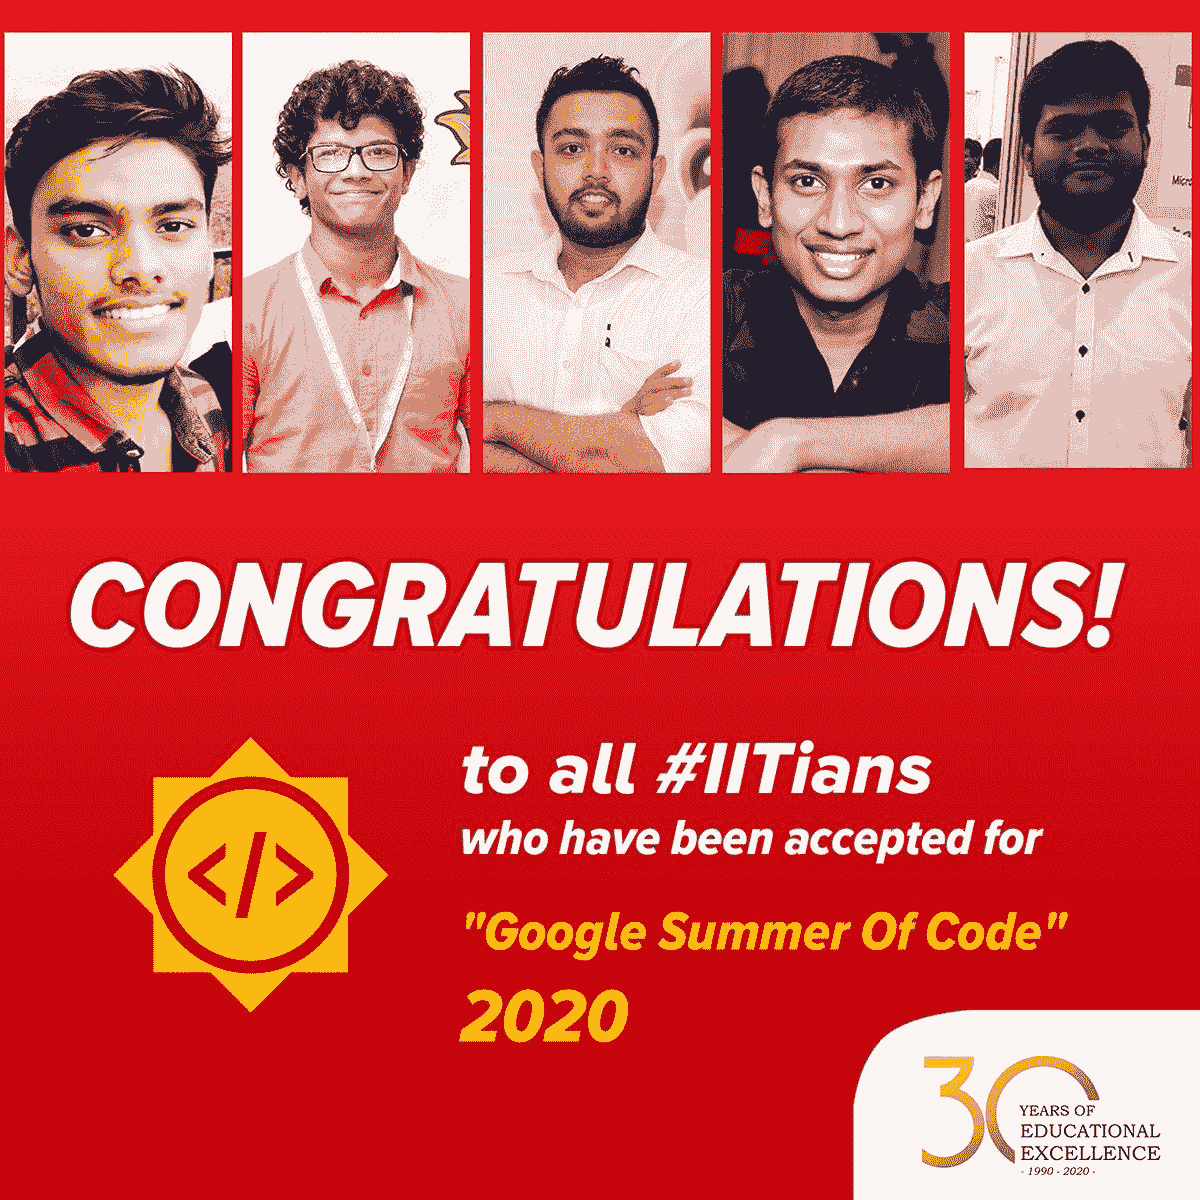 Micro
CONGRATULATIONS!
</>
to all #IITians
who have been accepted for
"Google Summer Of Code"
2020
30
YEARS OF
EDUCATIONAL
EXCELLENCE
- 1990 - 2020 -